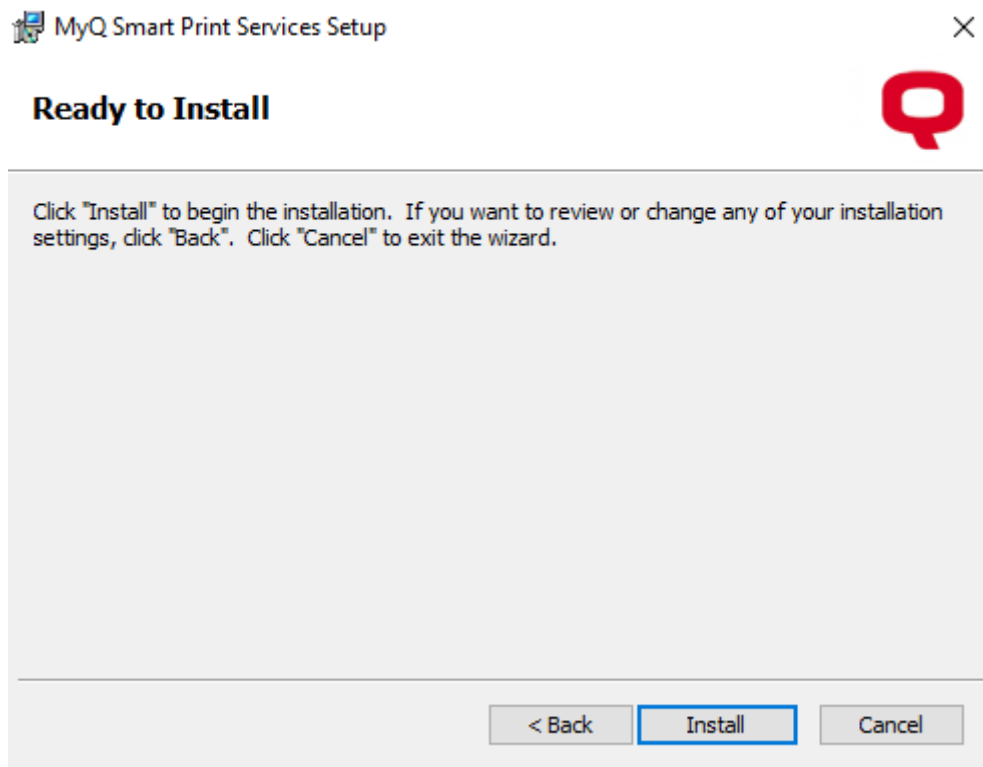 MyQ Smart Print Services Setup
Ready to Install
Click "Install" to begin the installation.  If you want to review or change any of your installation
settings, click "Back".  Click "Cancel" to exit the wizard.
< Back
Install
Cancel